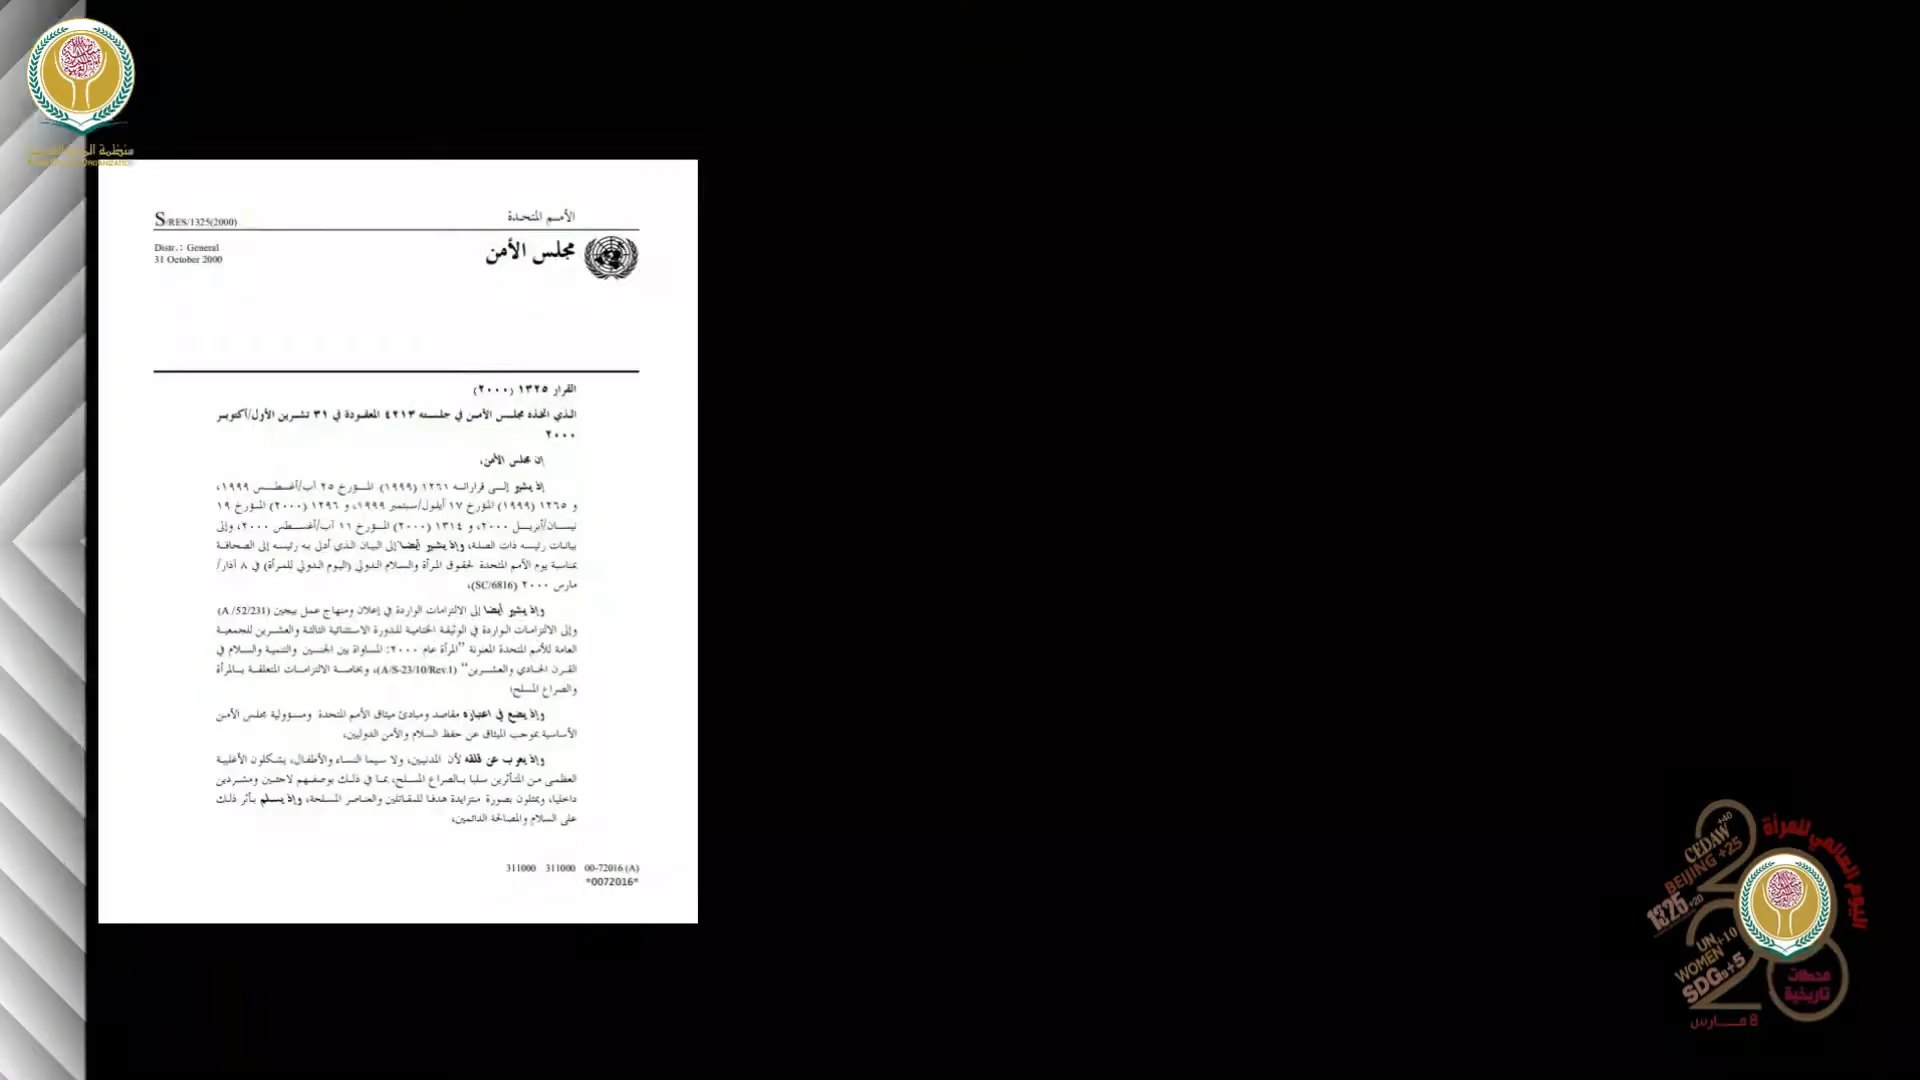 منظمة المرأة العربية
الأمم المتحدة
S/RES/1325(2000)
مجلس الأمن
Distr.: General
31 October 2000
القرار ١٣٢٥ (٢٠٠٠)
الذي اتخذه مجلس الأمن في جلسته ٤٢١٣ المعقودة في ٣١ تشرين الأول/أكتوبر
٢٠٠٠
إن مجلس الأمن،
إذ يشير إلى قراراته ١٢٦١ (١٩٩٩) المؤرخ ٢٥ آب/أغسطس ١٩٩٩،
و ١٢٦٥ (١٩٩٩) المؤرخ ١٧ أيلول/سبتمبر ١٩٩٩، و ١٢٩٦ (٢٠٠٠) المؤرخ ١٩
نيسان/أبريل ٢٠٠٠، و ١٣١٤ (٢٠٠٠) المؤرخ ١١ آب/أغسطس ٢٠٠٠، وإلى
بيانات رئيسه ذات الصلة، وإذ يشير أيضا إلى البيان الذي أدلى به رئيسه إلى الصحافة
بمناسبة يوم الأمم المتحدة لحقوق المرأة والسلام الدولي (اليوم الدولي للمرأة) في ٨ آذار/
مارس ٢٠٠٠ (SC/6816)،
وإذ يشير أيضا إلى الالتزامات الواردة في إعلان ومنهاج عمل بيجين (A/52/231)
وإلى الالتزامات الواردة في الوثيقة الختامية للدورة الاستثنائية الثالثة والعشرين للجمعية
العامة للأمم المتحدة المعنونة "المرأة عام ٢٠٠٠: المساواة بين الجنسين والتنمية والسلام في
القرن الحادي والعشرين" (A/S-23/10/Rev.1)، وبخاصة الالتزامات المتعلقة بالمرأة
والصراع المسلح؛
وإذ يضع في اعتباره مقاصد ومبادئ ميثاق الأمم المتحدة ومسؤولية مجلس الأمن
الأساسية بموجب الميثاق عن حفظ السلام والأمن الدوليين،
وإذ يعرب عن قلقه لأن المدنيين، ولا سيما النساء والأطفال، يشكلون الأغلبية
العظمى من المتأثرين سلبا بالصراع المسلح، بما في ذلك بوصفهم لاجئين ومشردين
داخليا، ويمثلون بصورة متزايدة هدفا للمقاتلين والعناصر المسلحة، وإذ يسلم بأثر ذلك
على السلام والمصالحة الدائمين،
311000 311000 00-72016 (A)
*0072016*
اليوم العالمي للمرأة
CEDAW +40
BEIJING +25
1325 +20
UN WOMEN +10
SDGs +5
محطات
تاريخية
8 مارس